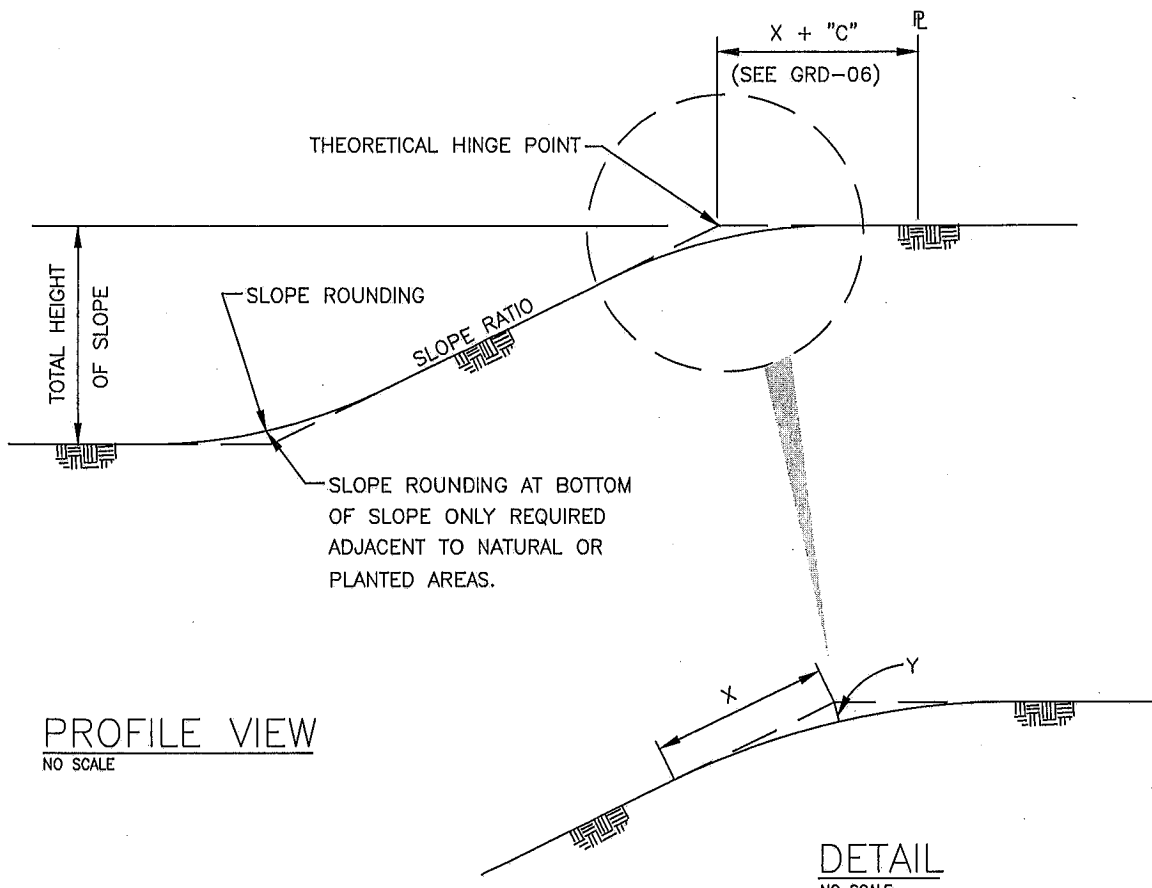 X + "C"
(SEE GRD-06)
PL
THEORETICAL HINGE POINT
TOTAL HEIGHT
OF SLOPE
SLOPE ROUNDING
SLOPE RATIO
SLOPE ROUNDING AT BOTTOM
OF SLOPE ONLY REQUIRED
ADJACENT TO NATURAL OR
PLANTED AREAS.
X
Y
PROFILE VIEW
NO SCALE
DETAIL
NO SCALE